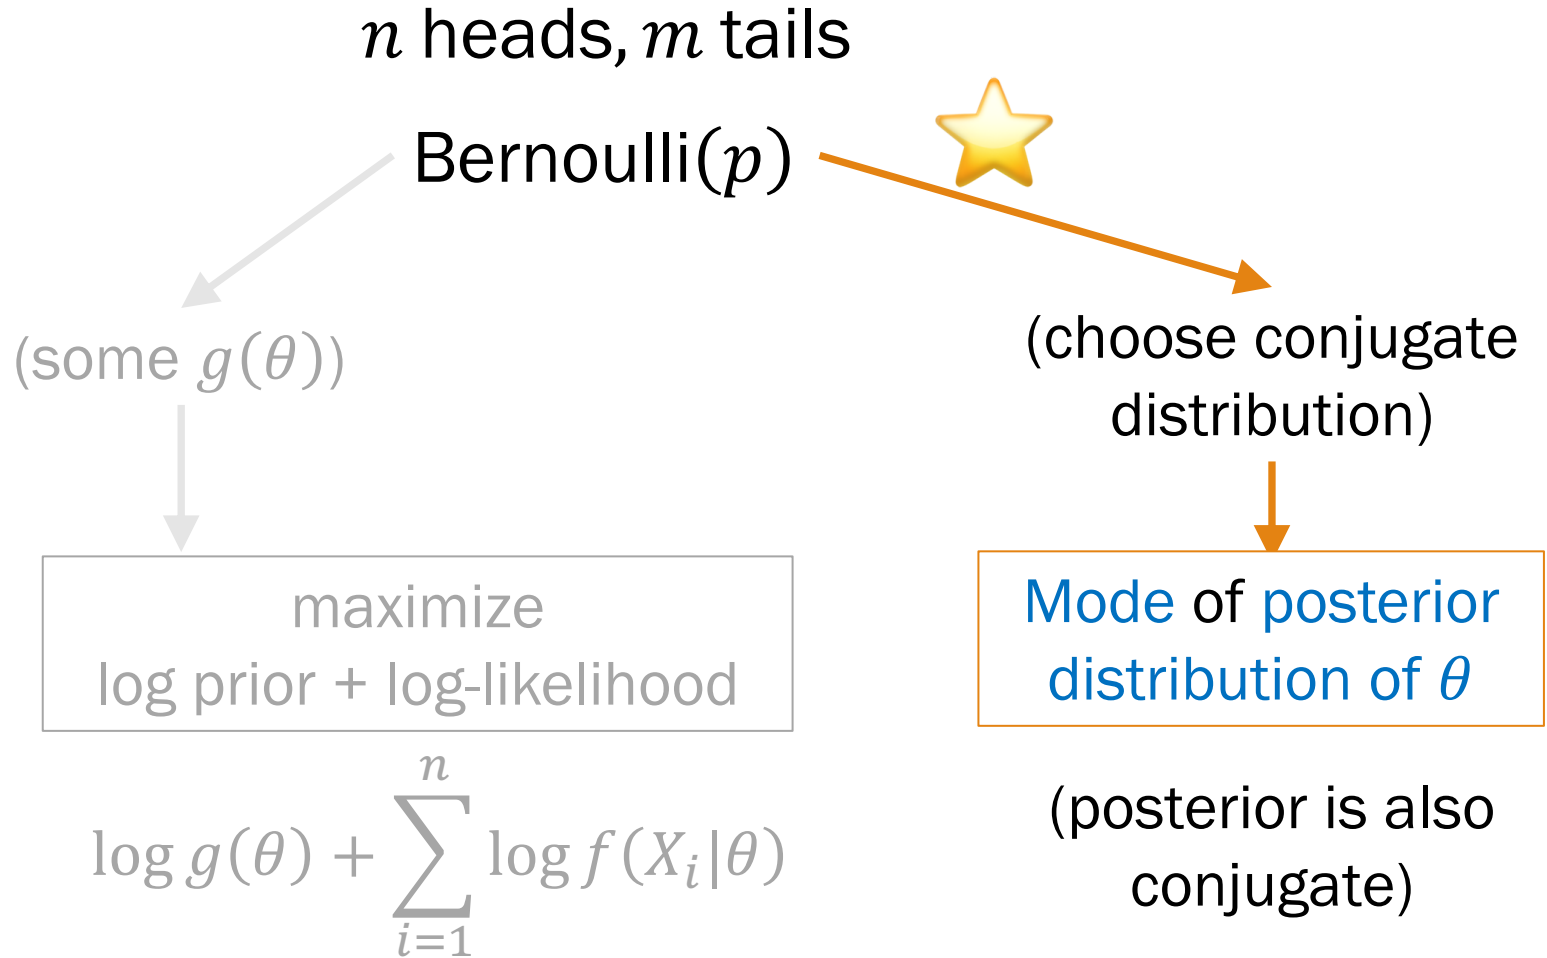 n heads, m tails
Bernoulli(p)
(some g(θ))
maximize
log prior + log-likelihood
log g(θ) + ∑_{i=1}^{n} log f(X_i|θ)
(choose conjugate
distribution)
Mode of posterior
distribution of θ
(posterior is also
conjugate)